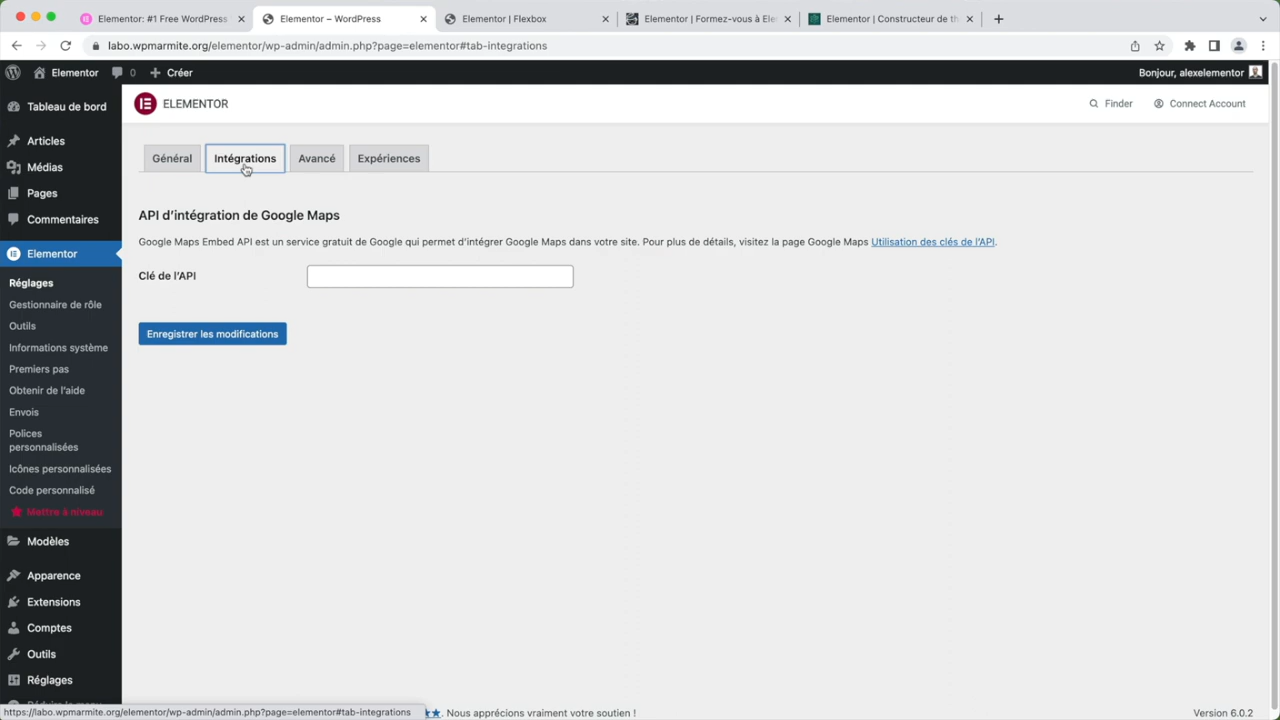 Elementor: #1 Free WordPress
Elementor – WordPress
Elementor | Flexbox
Elementor | Formez-vous à Ele
Elementor | Constructeur de th
labo.wpmarmite.org/elementor/wp-admin/admin.php?page=elementor#tab-integrations
Elementor
0
Créer
Bonjour, alexelementor
Tableau de bord
Articles
Médias
Pages
Commentaires
Elementor
Réglages
Gestionnaire de rôle
Outils
Informations système
Premiers pas
Obtenir de l'aide
Envois
Polices
personnalisées
Icônes personnalisées
Code personnalisé
Mettre à niveau
Modèles
Apparence
Extensions
Comptes
Outils
Réglages
Réduire le menu
ELEMENTOR
Finder
Connect Account
Général
Intégrations
Avancé
Expériences
API d'intégration de Google Maps
Google Maps Embed API est un service gratuit de Google qui permet d'intégrer Google Maps dans votre site. Pour plus de détails, visitez la page Google Maps Utilisation des clés de l'API.
Clé de l'API
Enregistrer les modifications
https://labo.wpmarmite.org/elementor/wp-admin/admin.php?page=elementor#tab-integrations
★★. Nous apprécions vraiment votre soutien !
Version 6.0.2